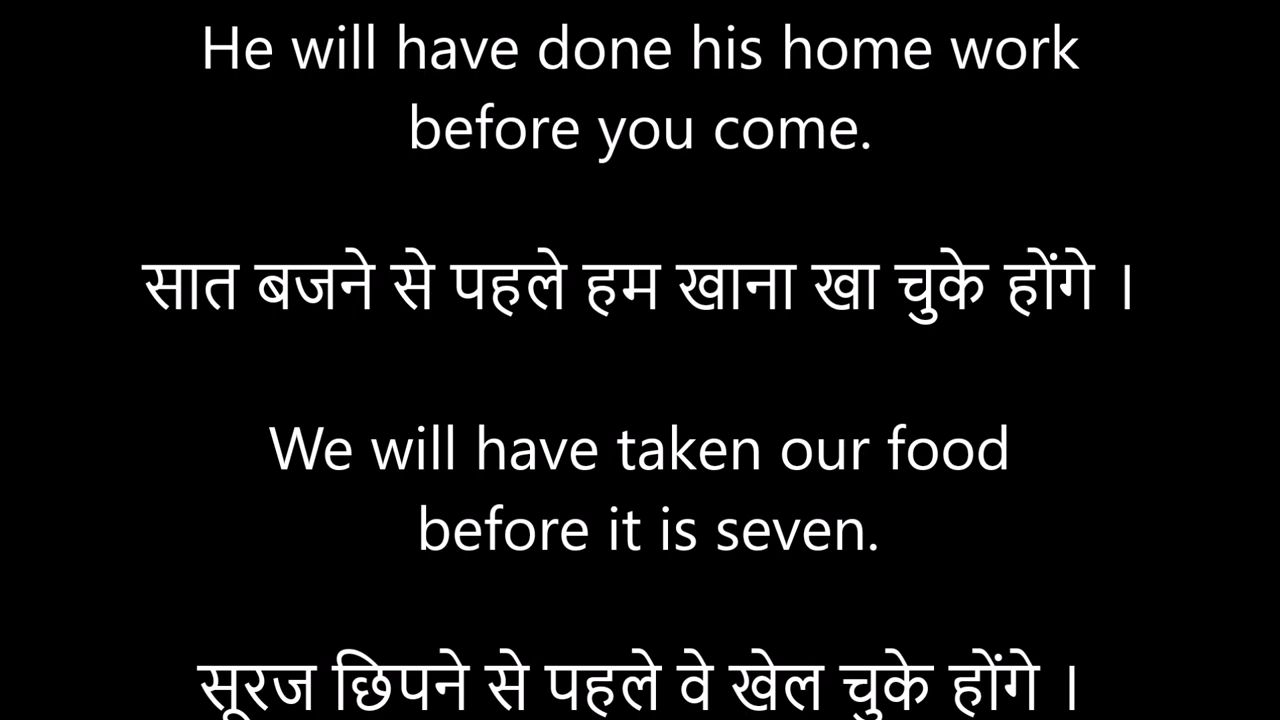 He will have done his home work
before you come.
सात बजने से पहले हम खाना खा चुके होंगे ।
We will have taken our food
before it is seven.
सूरज छिपने से पहले वे खेल चुके होंगे ।